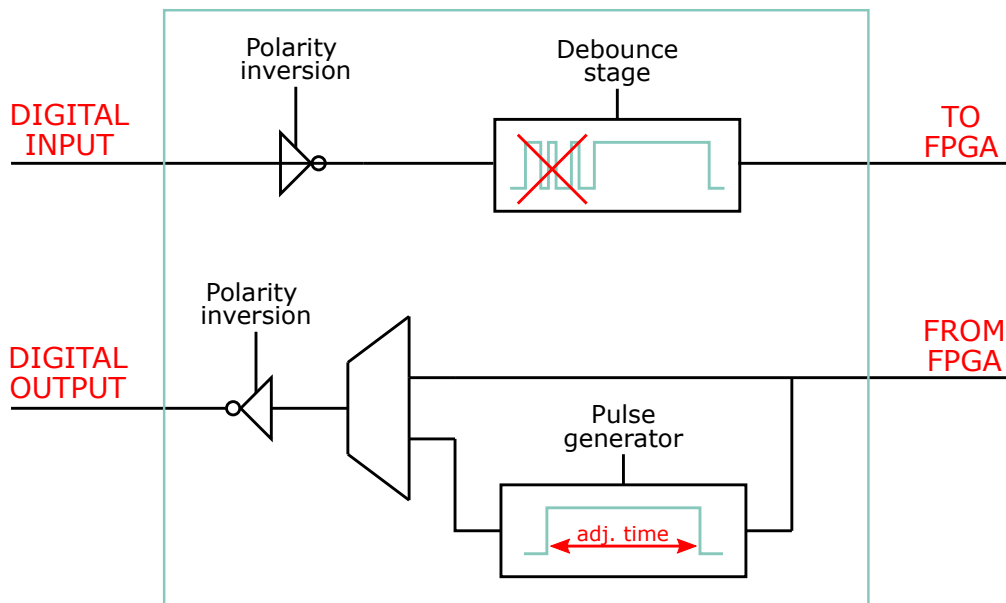 Polarity
inversion
Debounce
stage
DIGITAL
INPUT
TO
FPGA
Polarity
inversion
DIGITAL
OUTPUT
FROM
FPGA
Pulse
generator
adj. time